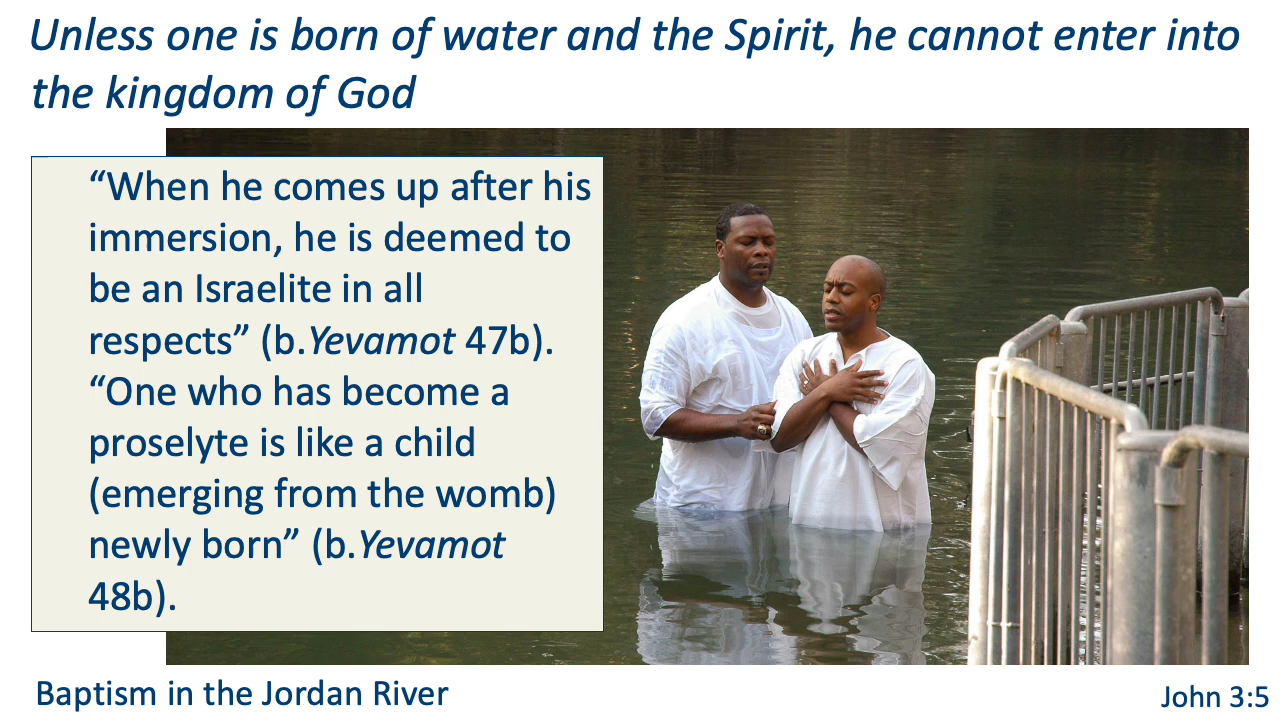 Unless one is born of water and the Spirit, he cannot enter into
the kingdom of God
“When he comes up after his
immersion, he is deemed to
be an Israelite in all
respects” (b.Yevamot 47b).
“One who has become a
proselyte is like a child
(emerging from the womb)
newly born” (b.Yevamot
48b).
Baptism in the Jordan River
John 3:5